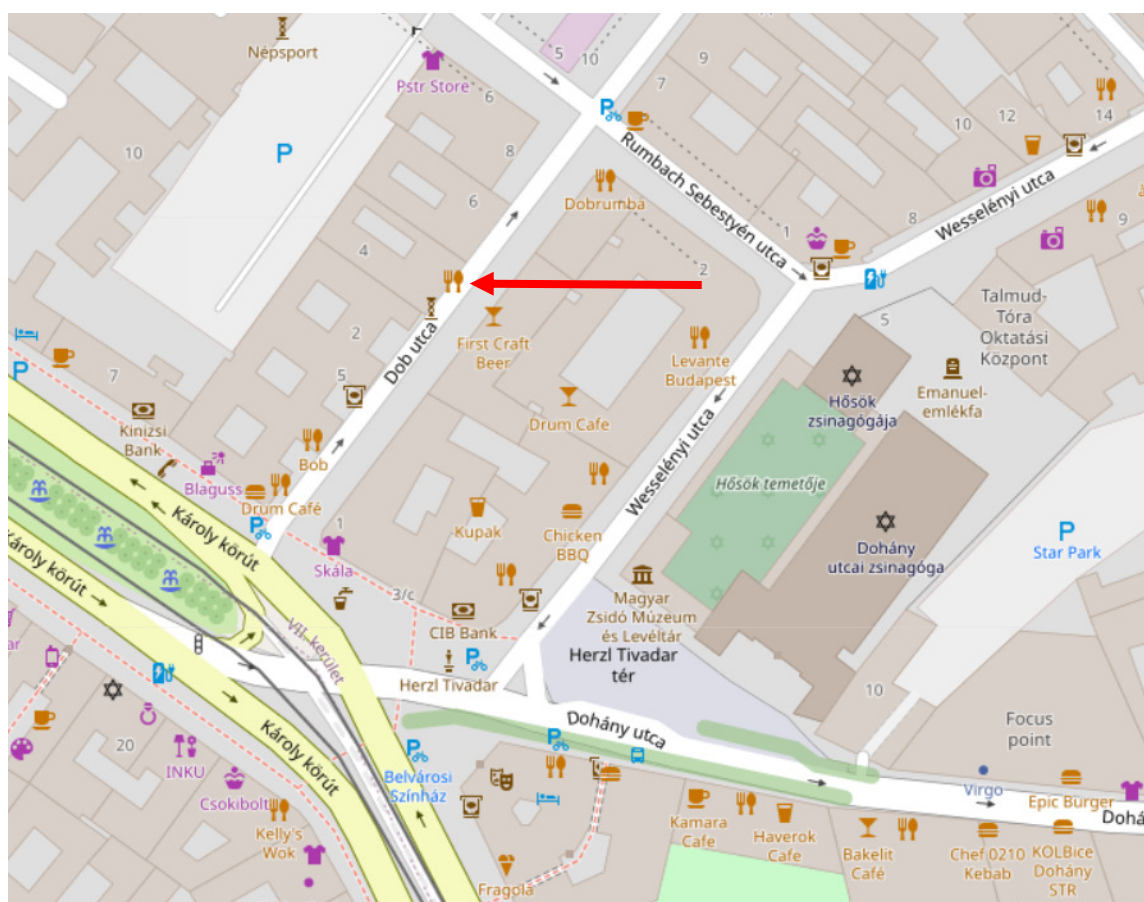 Népsport
5
10
9
Pstr Store
6
7
10
12
14
8
10
Rumbach Sebestyén utca
Wesselényi utca
Dobrumba
6
1
8
9
4
2
5
Talmud-
Tóra
Oktatási
Központ
Dob utca
First Craft
Beer
2
Levante
Budapest
7
5
Hősök
zsinagógája
Emanuel-
emlékfa
Kinizsi
Bank
Drum Cafe
Wesselényi utca
Bob
Hősök temetője
Blaguss
Drum Café
Károly körút
1
Kupak
Chicken
BBQ
Dohány
utcai zsinagóga
Star Park
Károly körút
Skála
3/c
Magyar
Zsidó Múzeum
és Levéltár
CIB Bank
VII. kerület
Herzl Tivadar
Herzl Tivadar
tér
ar
10
Dohány utca
Focus
point
20
INKU
Károly körút
Belvárosi
Színház
Csokibolt
Virgo
Epic Burger
Dohá
Kelly's
Wok
Kamara
Cafe
Haverok
Cafe
Bakelit
Café
Chef 0210
Kebab
KOLBice
Dohány
STR
Fragola